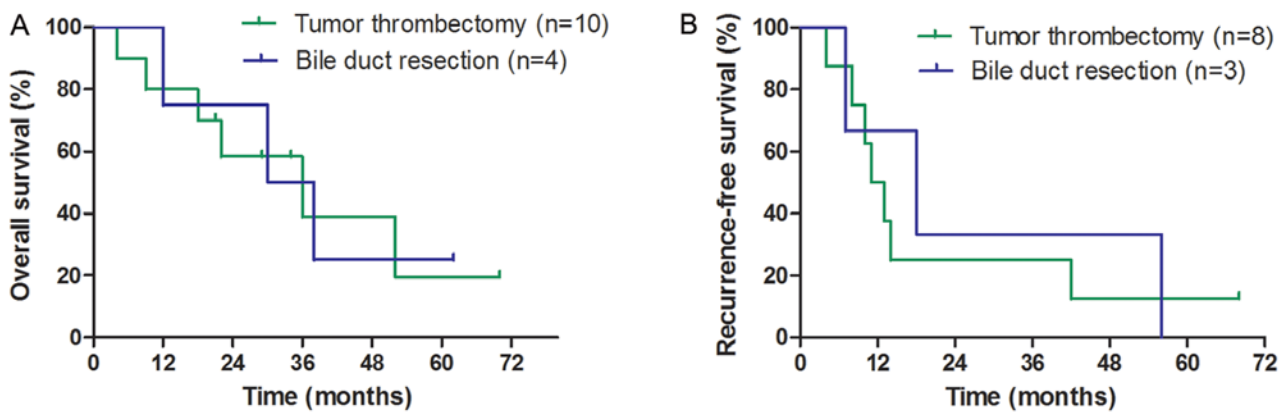 A
Tumor thrombectomy (n=10)
Bile duct resection (n=4)
Overall survival (%)
100
80
60
40
20
0
0 12 24 36 48 60 72
Time (months)
B
Tumor thrombectomy (n=8)
Bile duct resection (n=3)
Recurrence-free survival (%)
100
80
60
40
20
0
0 12 24 36 48 60 72
Time (months)